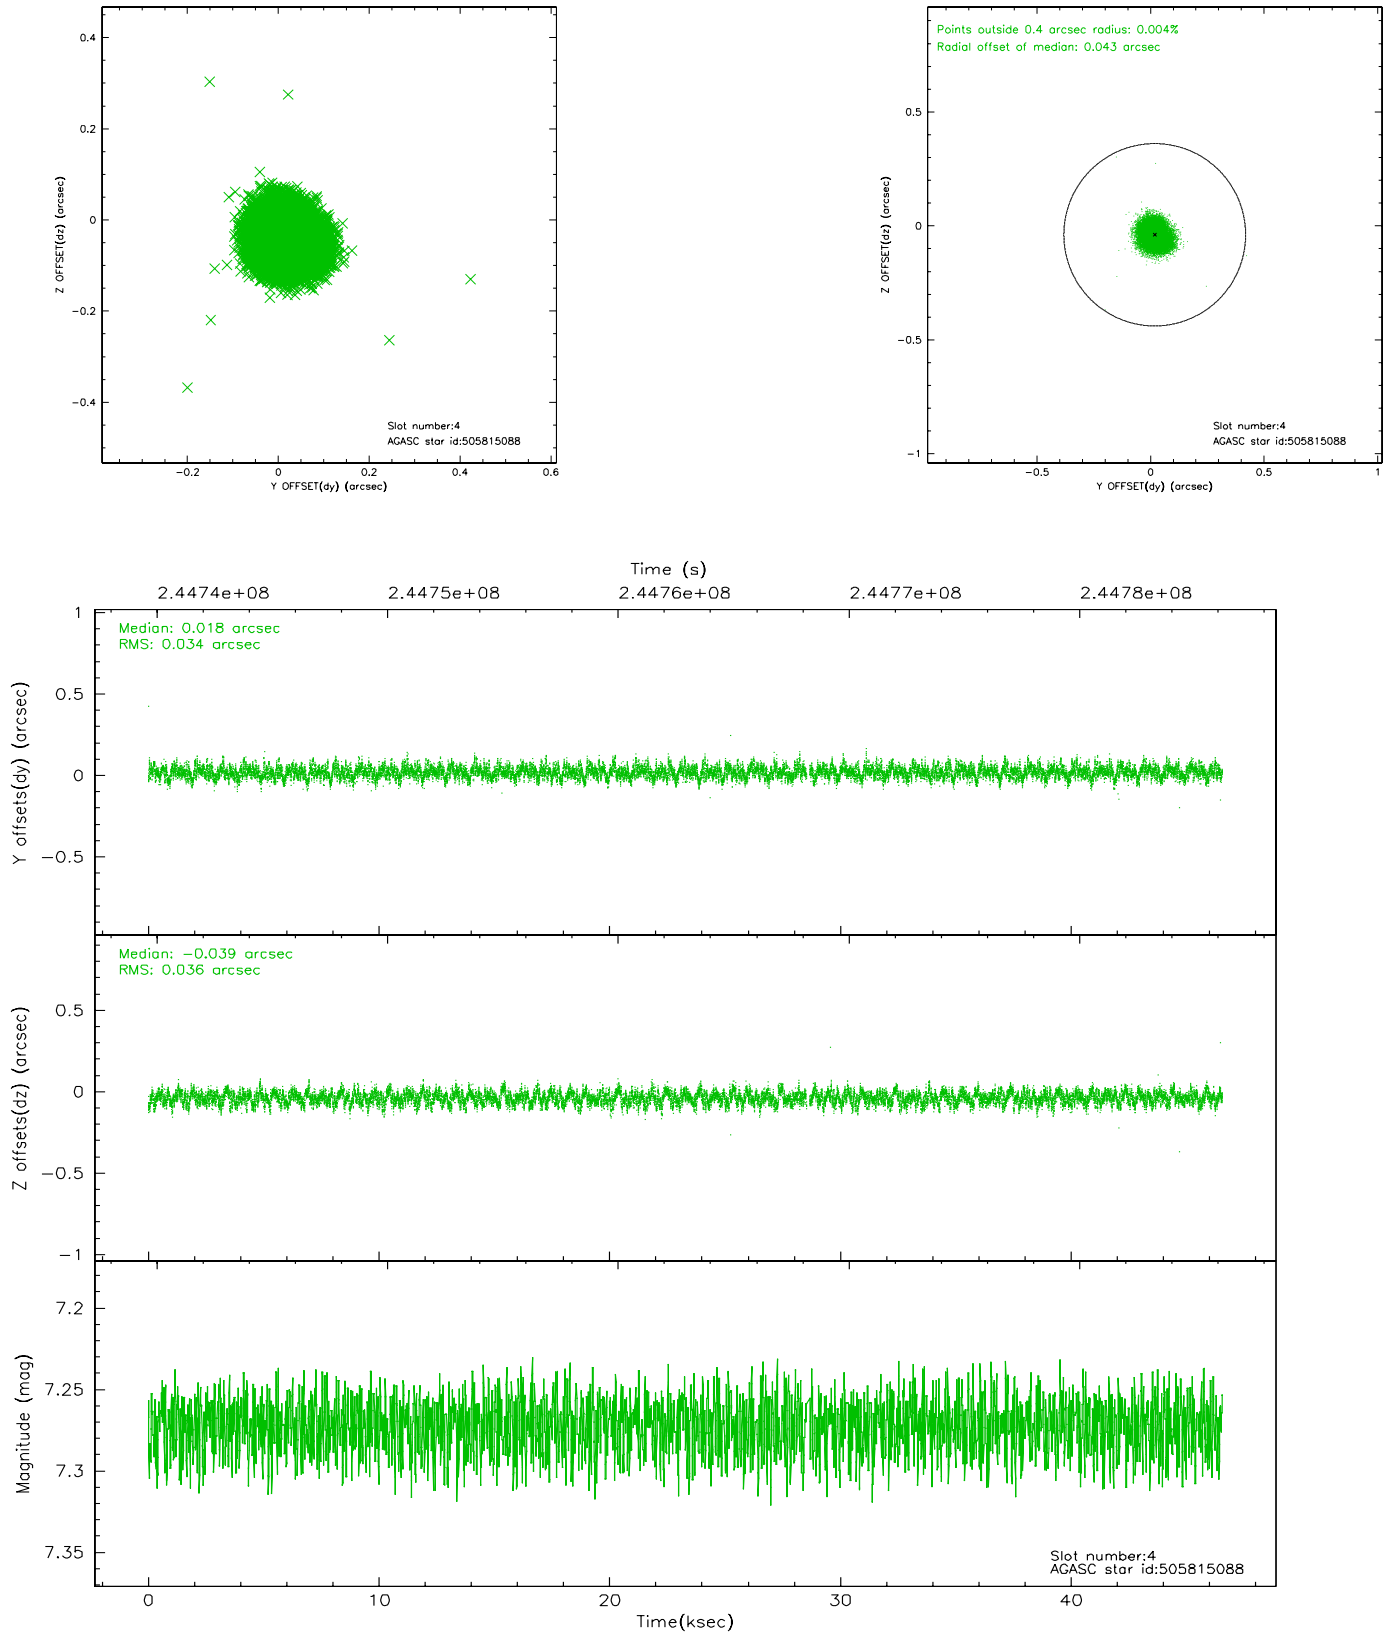 0.4
0.2
0
−0.2
−0.4
Z OFFSET(dz) (arcsec)
Slot number:4
AGASC star id:505815088
−0.2
0
0.2
0.4
0.6
Y OFFSET(dy) (arcsec)
Points outside 0.4 arcsec radius: 0.004%
Radial offset of median: 0.043 arcsec
0.5
0
−0.5
−1
Z OFFSET(dz) (arcsec)
Slot number:4
AGASC star id:505815088
−0.5
0
0.5
1
Y OFFSET(dy) (arcsec)
Time (s)
2.4474e+08
2.4475e+08
2.4476e+08
2.4477e+08
2.4478e+08
Median: 0.018 arcsec
RMS: 0.034 arcsec
1
0.5
0
−0.5
Y offsets(dy) (arcsec)
Median: −0.039 arcsec
RMS: 0.036 arcsec
0.5
0
−0.5
−1
Z offsets(dz) (arcsec)
7.2
7.25
7.3
7.35
Magnitude (mag)
Slot number:4
AGASC star id:505815088
0
10
20
30
40
Time(ksec)